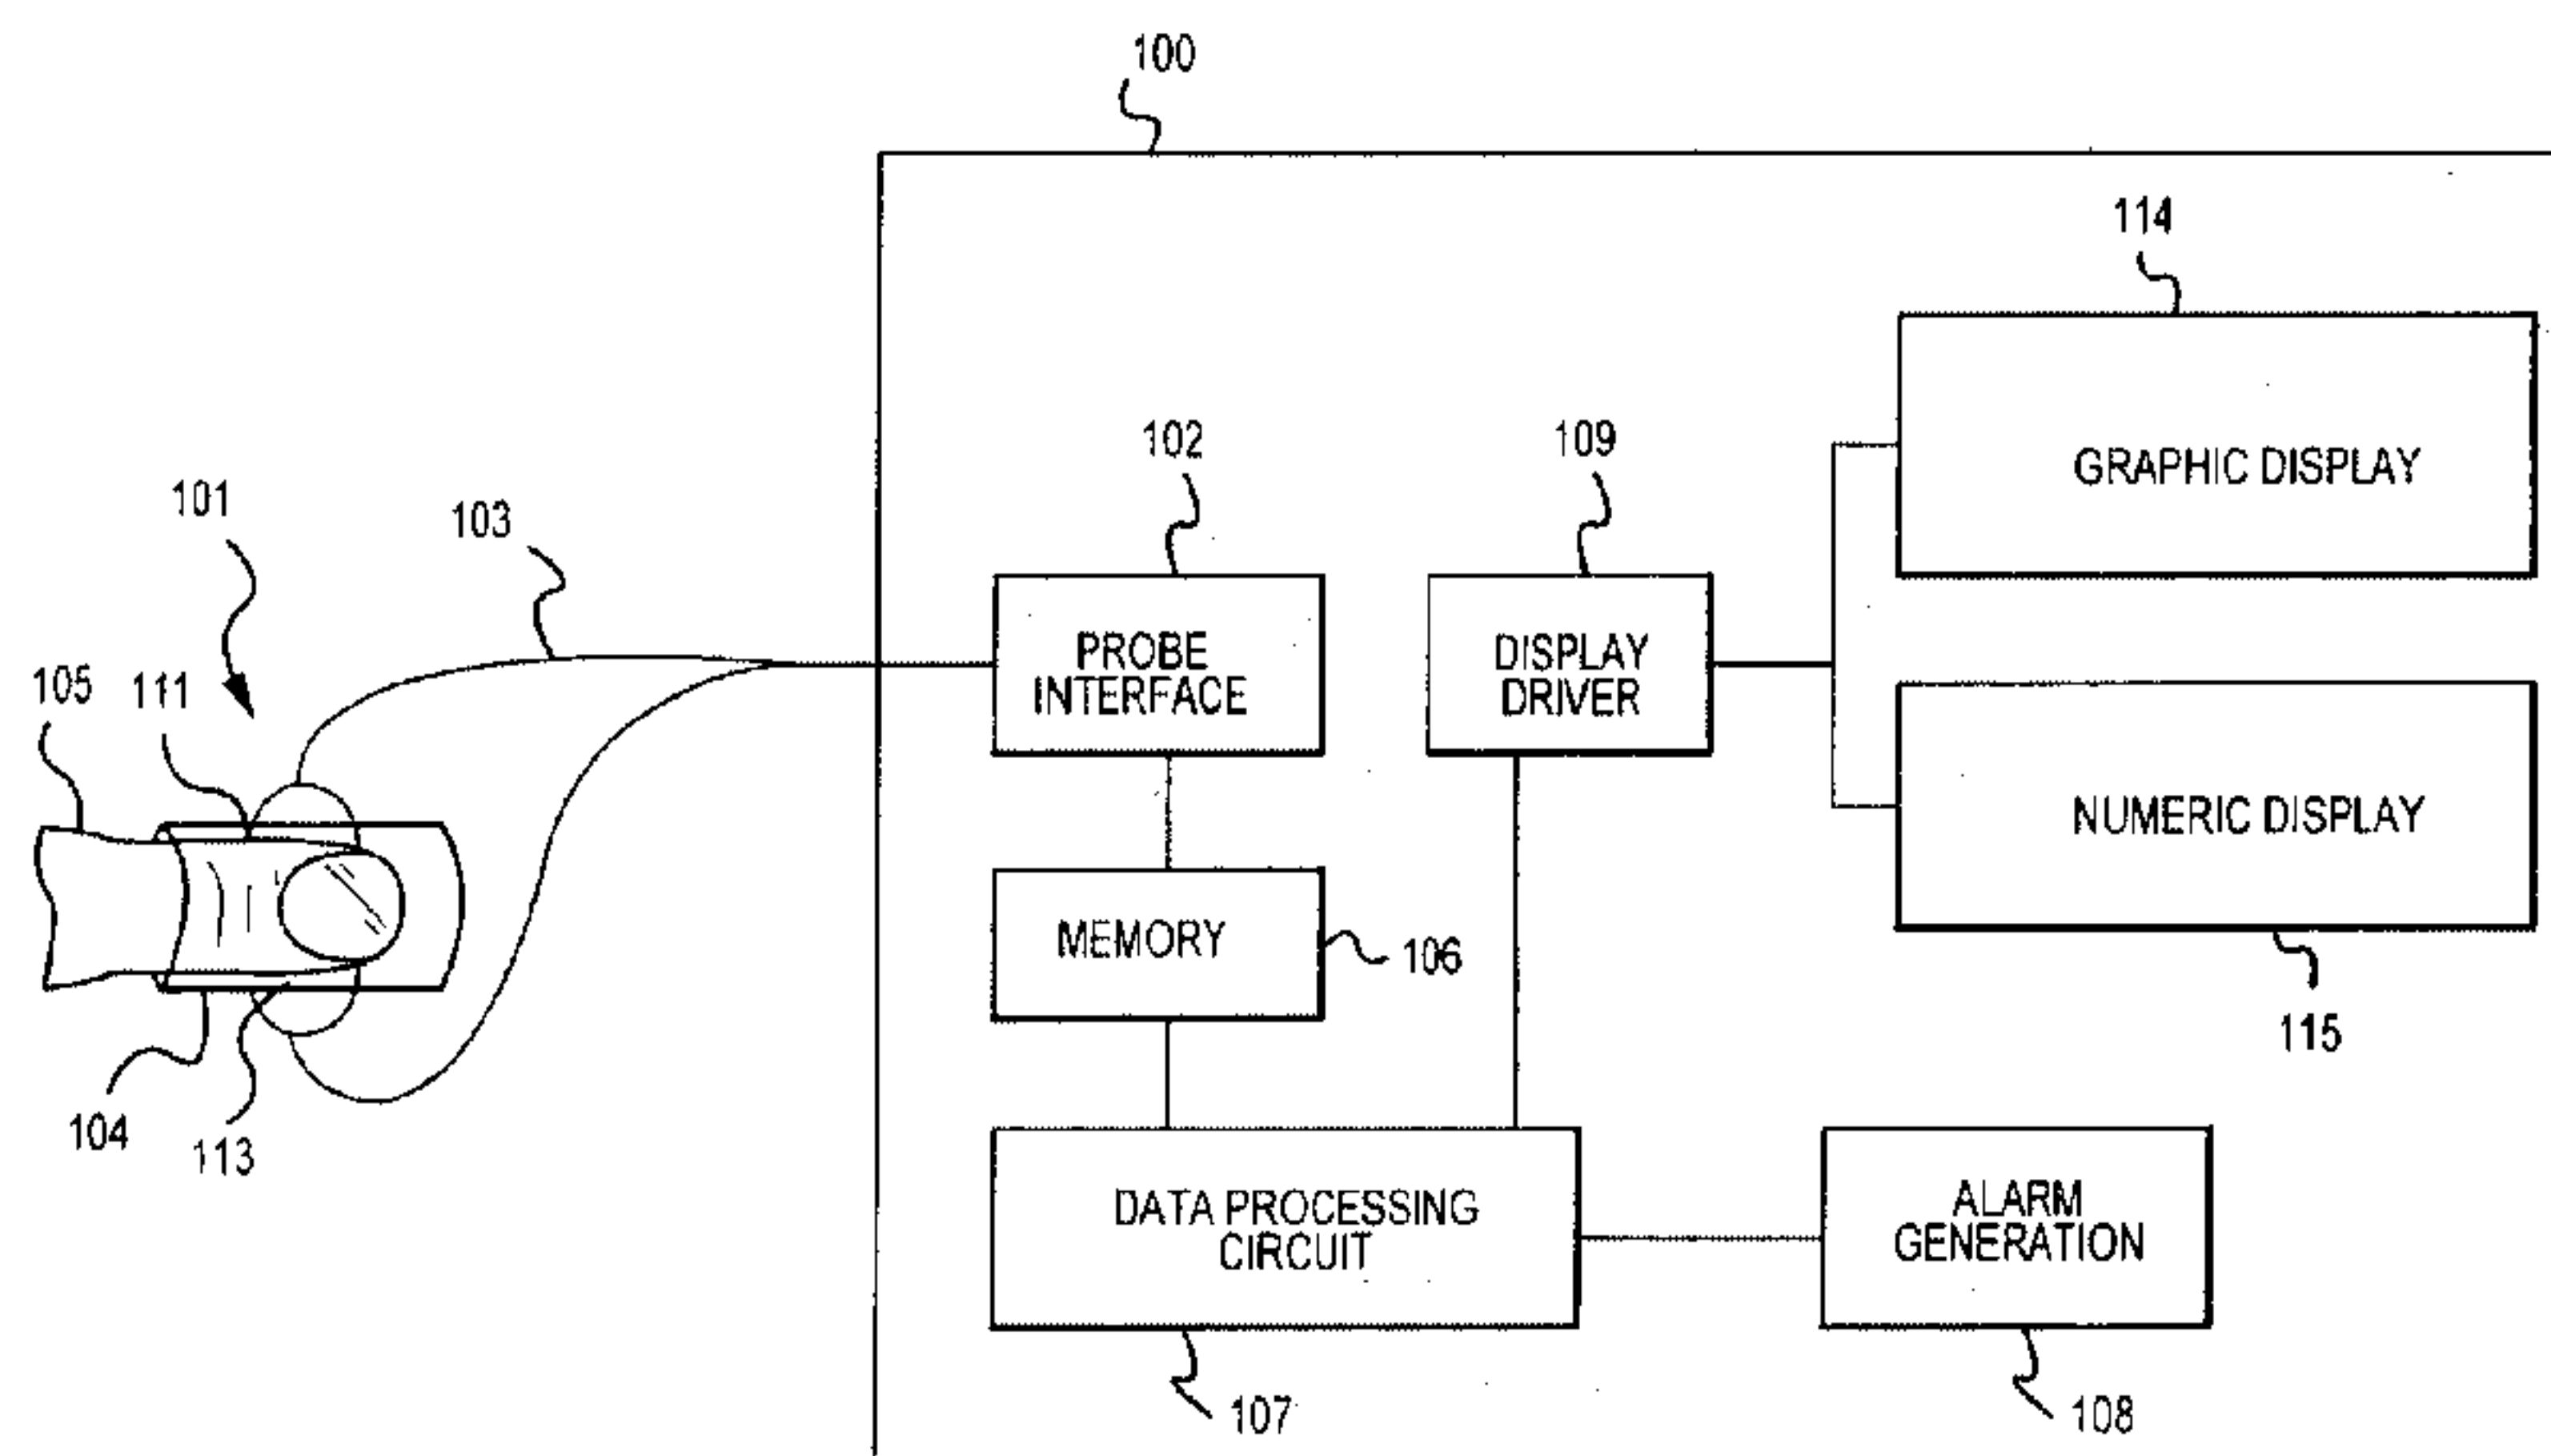 100
114
102
109
GRAPHIC DISPLAY
101
103
PROBE
INTERFACE
DISPLAY
DRIVER
105
111
NUMERIC DISPLAY
MEMORY
106
115
104
113
DATA PROCESSING
CIRCUIT
ALARM
GENERATION
107
108